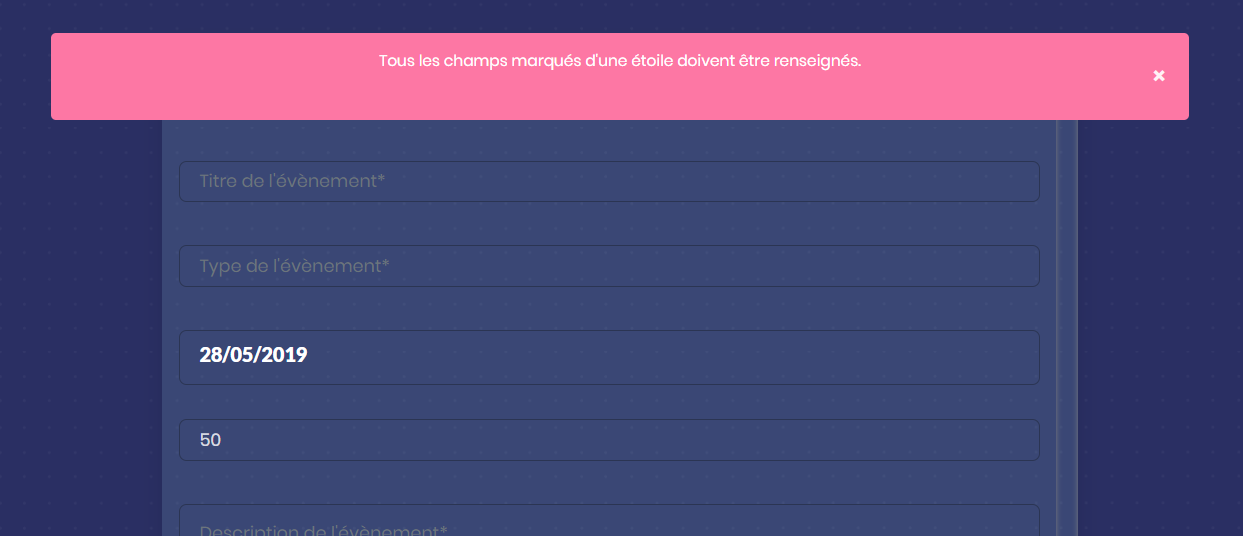 Tous les champs marqués d'une étoile doivent être renseignés.
×
Titre de l'évènement*
Type de l'évènement*
28/05/2019
50
Description de l'évènement*